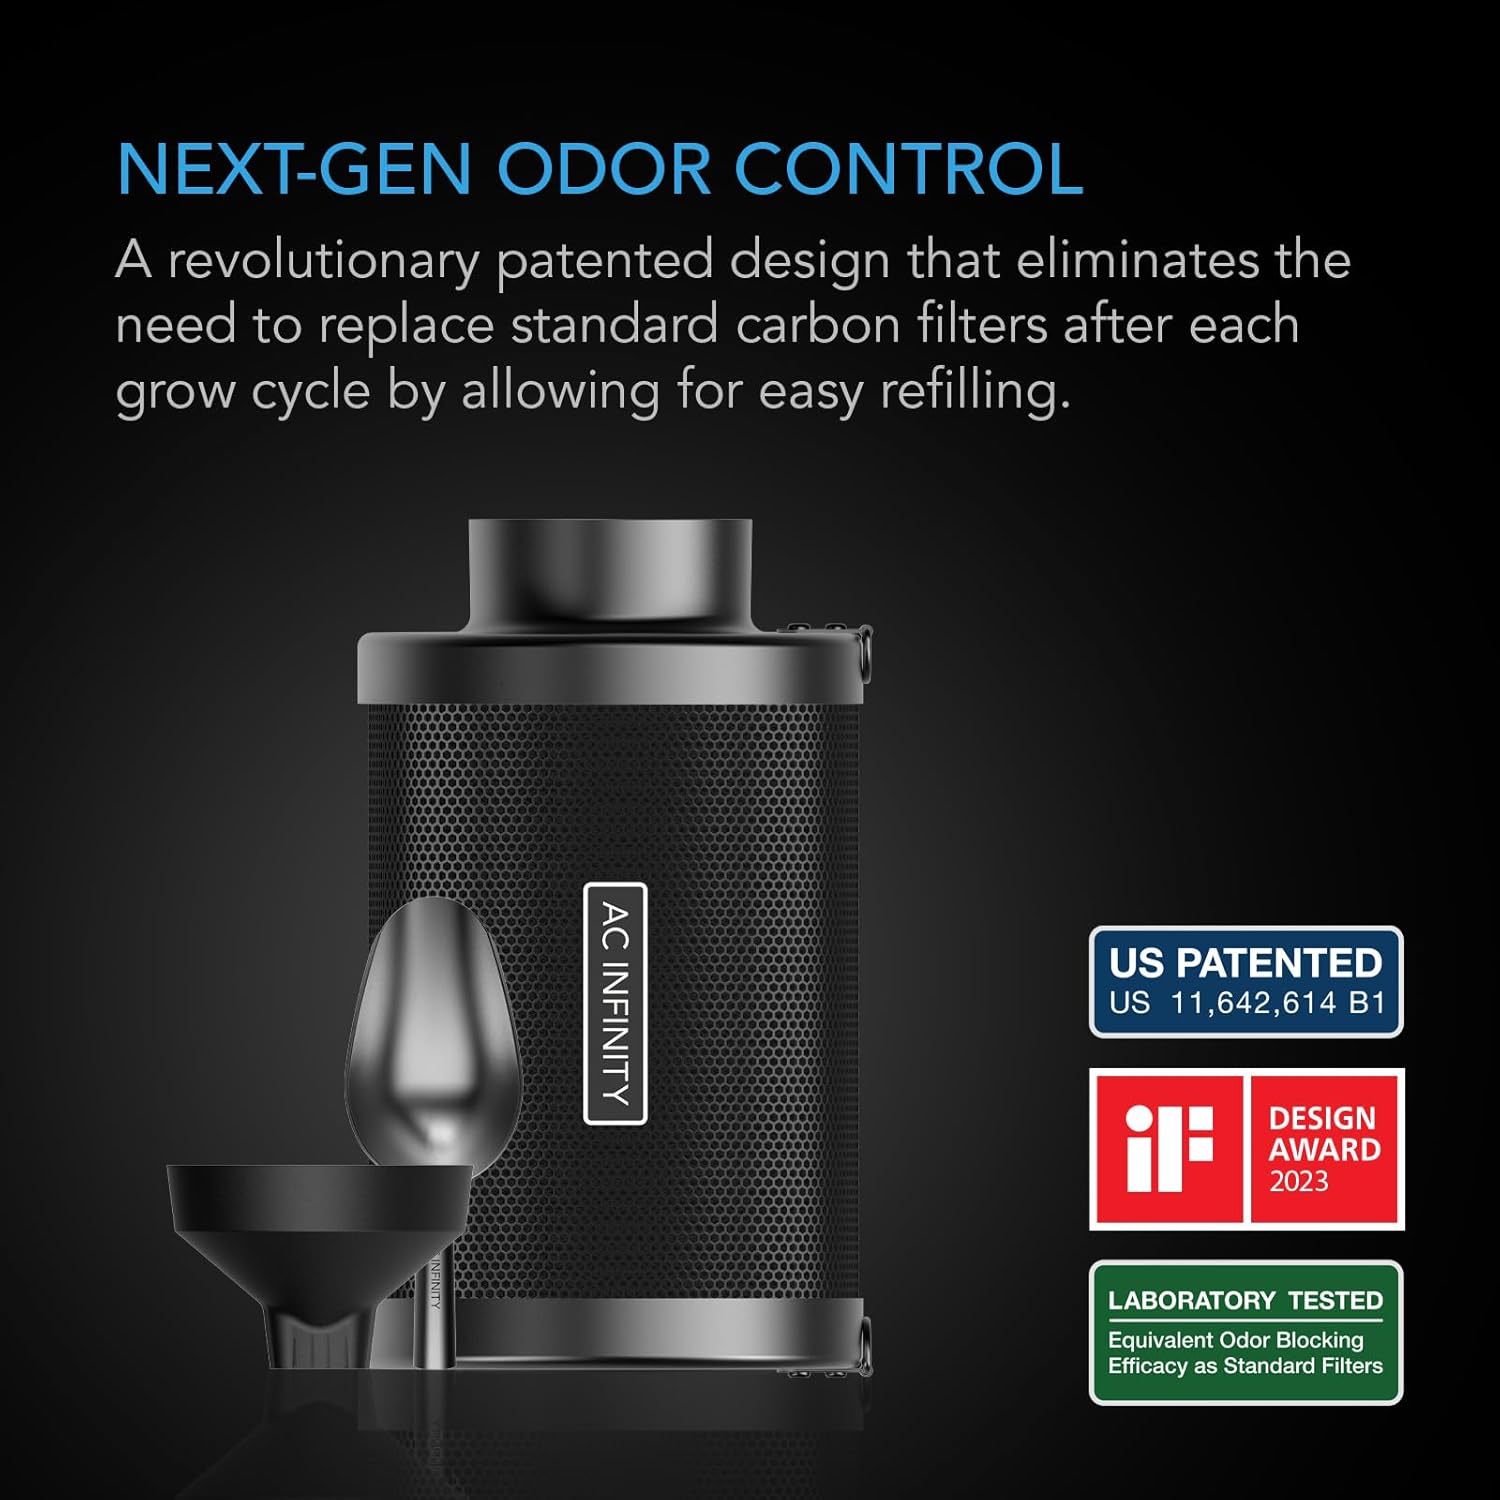 NEXT-GEN ODOR CONTROL
A revolutionary patented design that eliminates the
need to replace standard carbon filters after each
grow cycle by allowing for easy refilling.
AC INFINITY
INFINITY
US PATENTED
US 11,642,614 B1
iF
DESIGN
AWARD
2023
LABORATORY TESTED
Equivalent Odor Blocking
Efficacy as Standard Filters